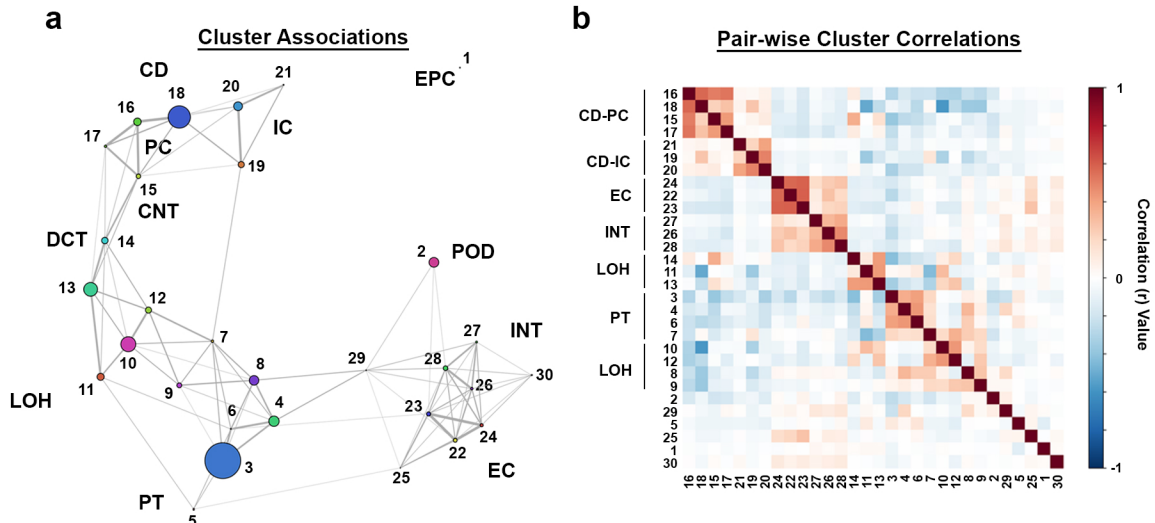 a
Cluster Associations
CD
18
20
21
16
17
PC
IC
19
15
CNT
EPC
1
DCT
14
13
12
2
POD
10
7
11
9
8
29
27
INT
28
26
30
LOH
6
4
23
24
22
EC
25
3
PT
5
b
Pair-wise Cluster Correlations
CD-PC
CD-IC
EC
INT
LOH
PT
LOH
16
18
15
17
21
19
20
24
22
23
27
26
28
14
11
13
3
4
6
7
10
12
8
9
2
29
5
25
1
30
16 18 15 17 21 19 20 24 22 23 27 26 28 14 11 13 3 4 6 7 10 12 8 9 2 29 5 25 1 30
1
0
-1
Correlation (r) Value